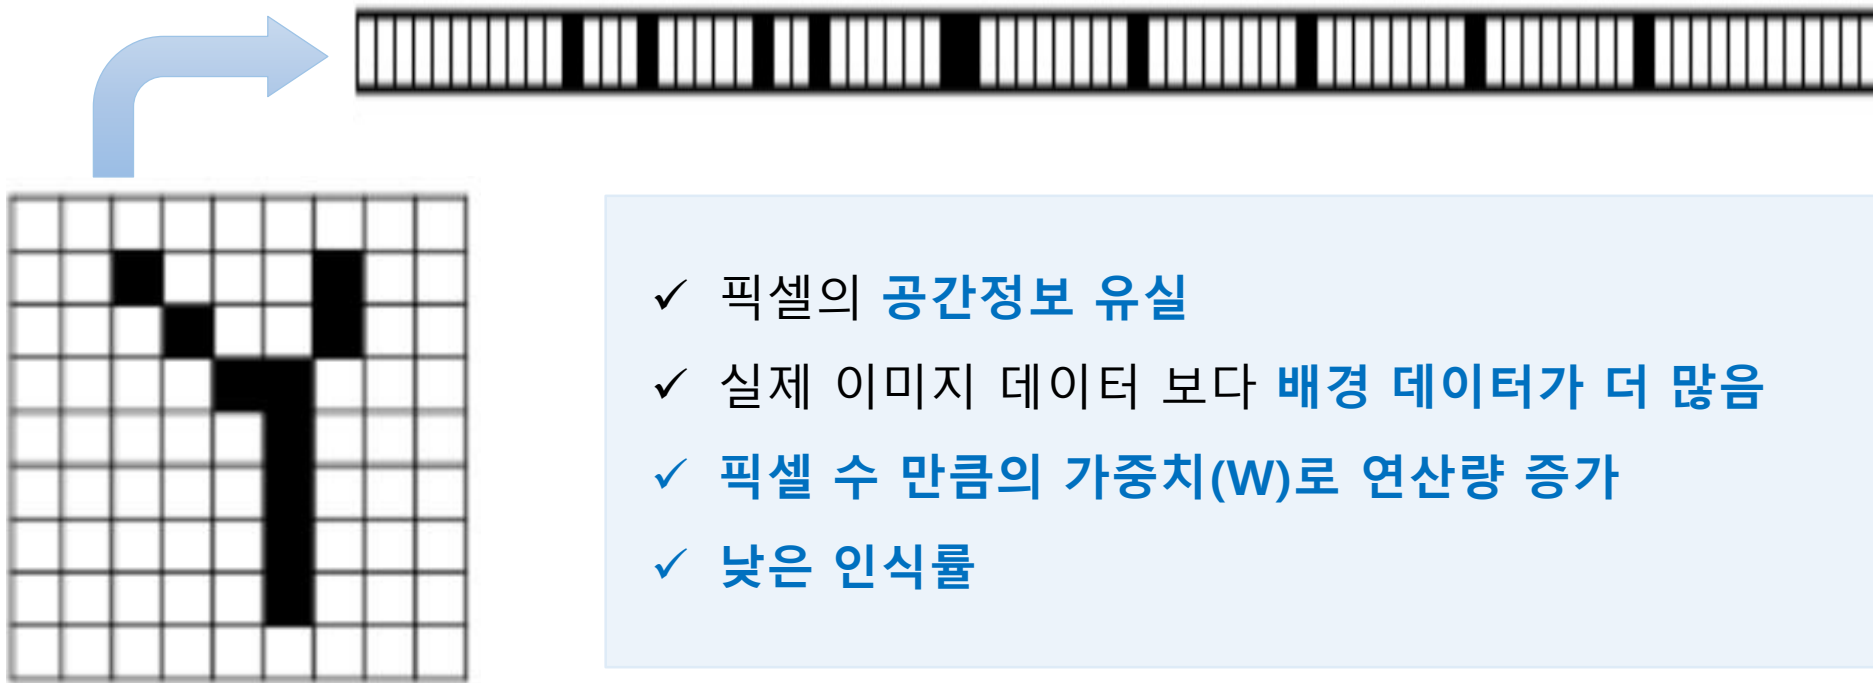 ✓ 픽셀의 공간정보 유실
✓ 실제 이미지 데이터 보다 배경 데이터가 더 많음
✓ 픽셀 수 만큼의 가중치(W)로 연산량 증가
✓ 낮은 인식률